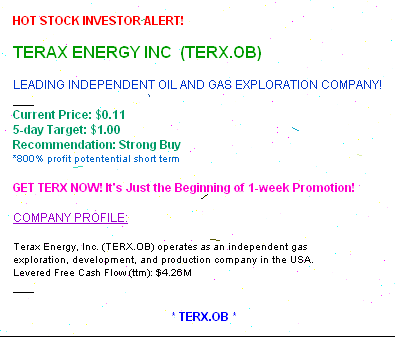 HOT STOCK INVESTOR ALERT!
TERAX ENERGY INC (TERX.OB)
LEADING INDEPENDENT OIL AND GAS EXPLORATION COMPANY!
Current Price: $0.11
5-day Target: $1.00
Recommendation: Strong Buy
*800% profit potentential short term
GET TERX NOW! It's Just the Beginning of 1-week Promotion!
COMPANY PROFILE:
Terax Energy, Inc. (TERX.OB) operates as an independent gas
exploration, development, and production company in the USA.
Levered Free Cash Flow (ttm): $4.26M
* TERX.OB *